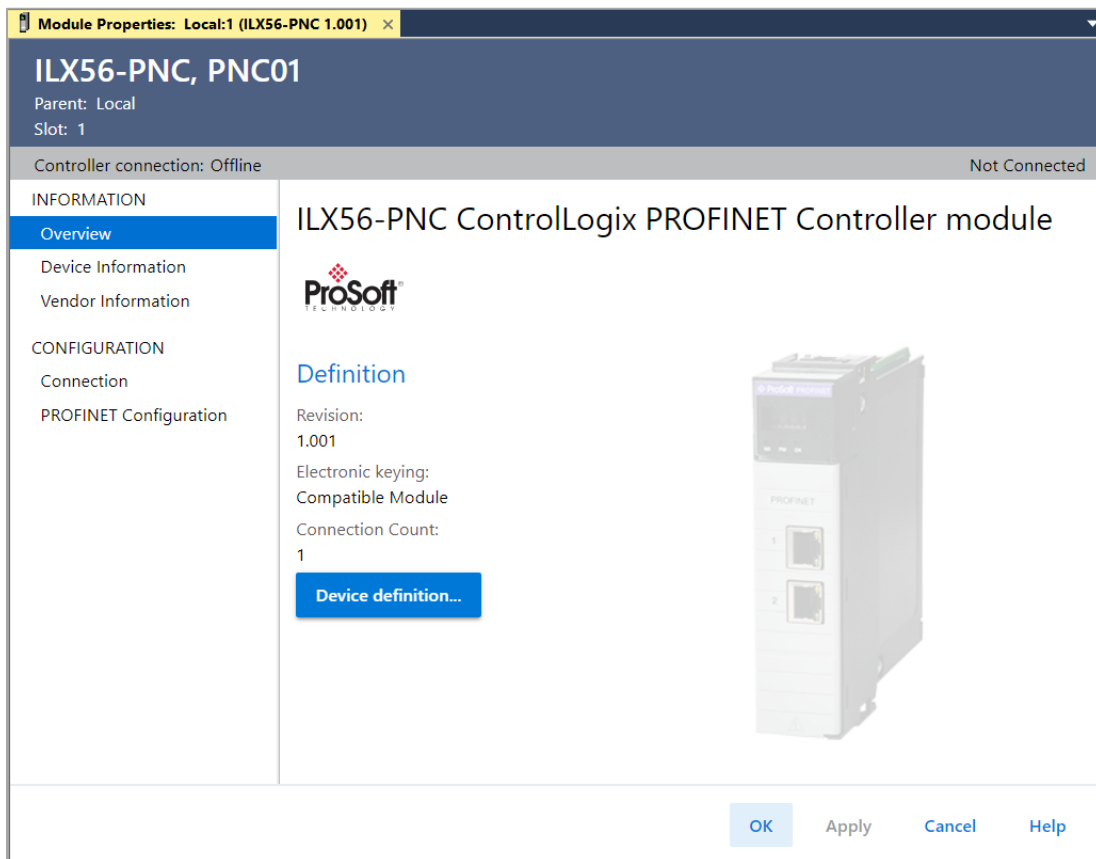 Module Properties: Local:1 (ILX56-PNC 1.001) ×
ILX56-PNC, PNC01
Parent: Local
Slot: 1
Controller connection: Offline
Not Connected
INFORMATION
Overview
Device Information
Vendor Information
CONFIGURATION
Connection
PROFINET Configuration
ILX56-PNC ControlLogix PROFINET Controller module
ProSoft®
TECHNOLOGY
Definition
Revision:
1.001
Electronic keying:
Compatible Module
Connection Count:
1
Device definition...
ProSoft PROFINET
PROFINET
1
2
OK Apply Cancel Help